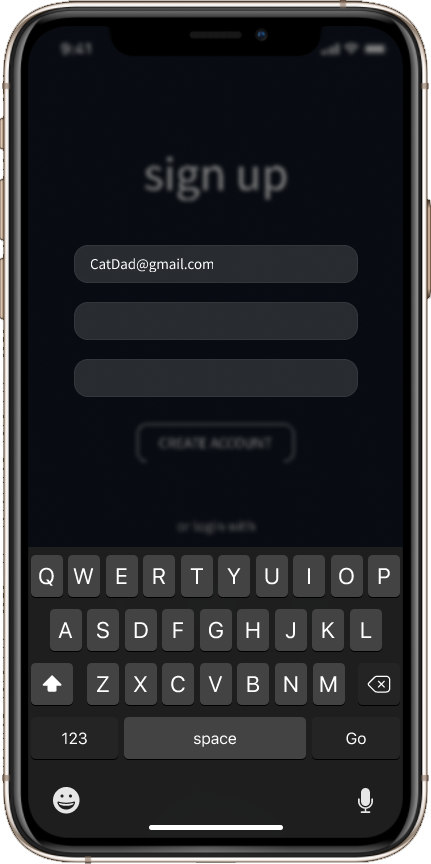 9:41
sign up
CatDad@gmail.com
CREATE ACCOUNT
or login with
Q W E R T Y U I O P
A S D F G H J K L
Z X C V B N M
123 space Go